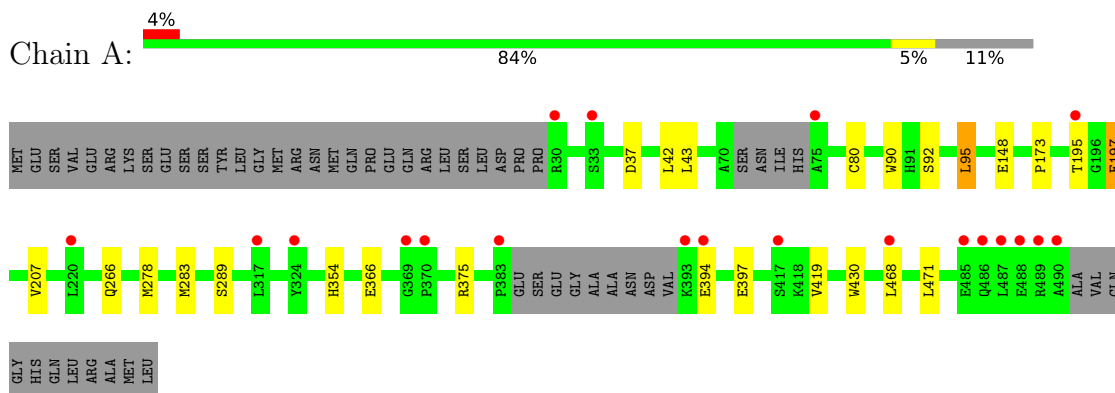 4%
Chain A:
84% 5% 11%
MET GLU SER VAL GLU ARG LYS SER GLU SER SER TYR LEU GLY MET ARG ASN MET GLN PRO GLU GLN ARG LEU SER LEU ASP PRO PRO R30 S33 D37 L42 L43 A70 SER ASN ILE HIS A75 C80 W90 H91 S92 L95 E148 P173 T195 G196
V207 L220 Q266 M278 M283 S289 L317 Y324 H354 E366 G369 P370 R375 P383 GLU SER GLU GLY ALA ALA ASN ASP VAL K393 E394 E397 S417 K418 V419 W430 L468 L471 E485 Q486 L487 E488 R489 A490 ALA VAL GLN
GLY HIS GLN LEU ARG ALA MET LEU